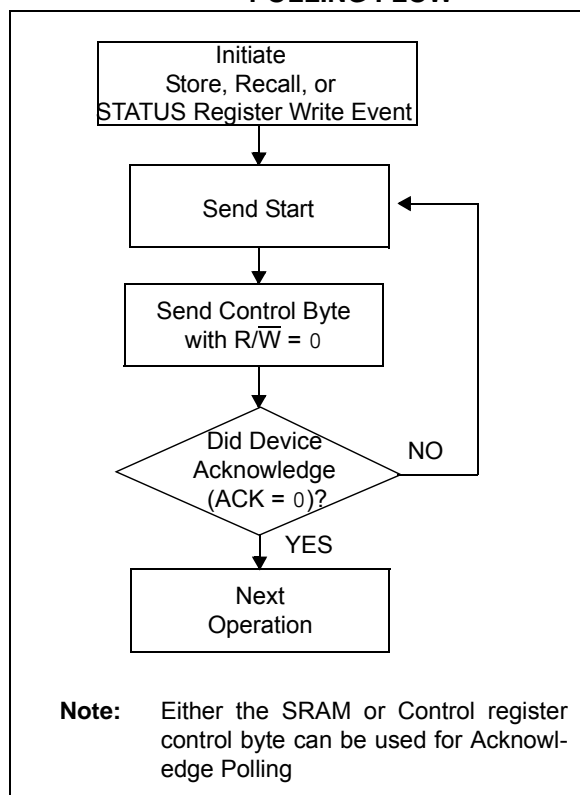 Initiate
Store, Recall, or
STATUS Register Write Event
Send Start
Send Control Byte
with R/W̅ = 0
Did Device
Acknowledge
(ACK = 0)?
NO
YES
Next
Operation
Note: Either the SRAM or Control register
control byte can be used for Acknowl-
edge Polling